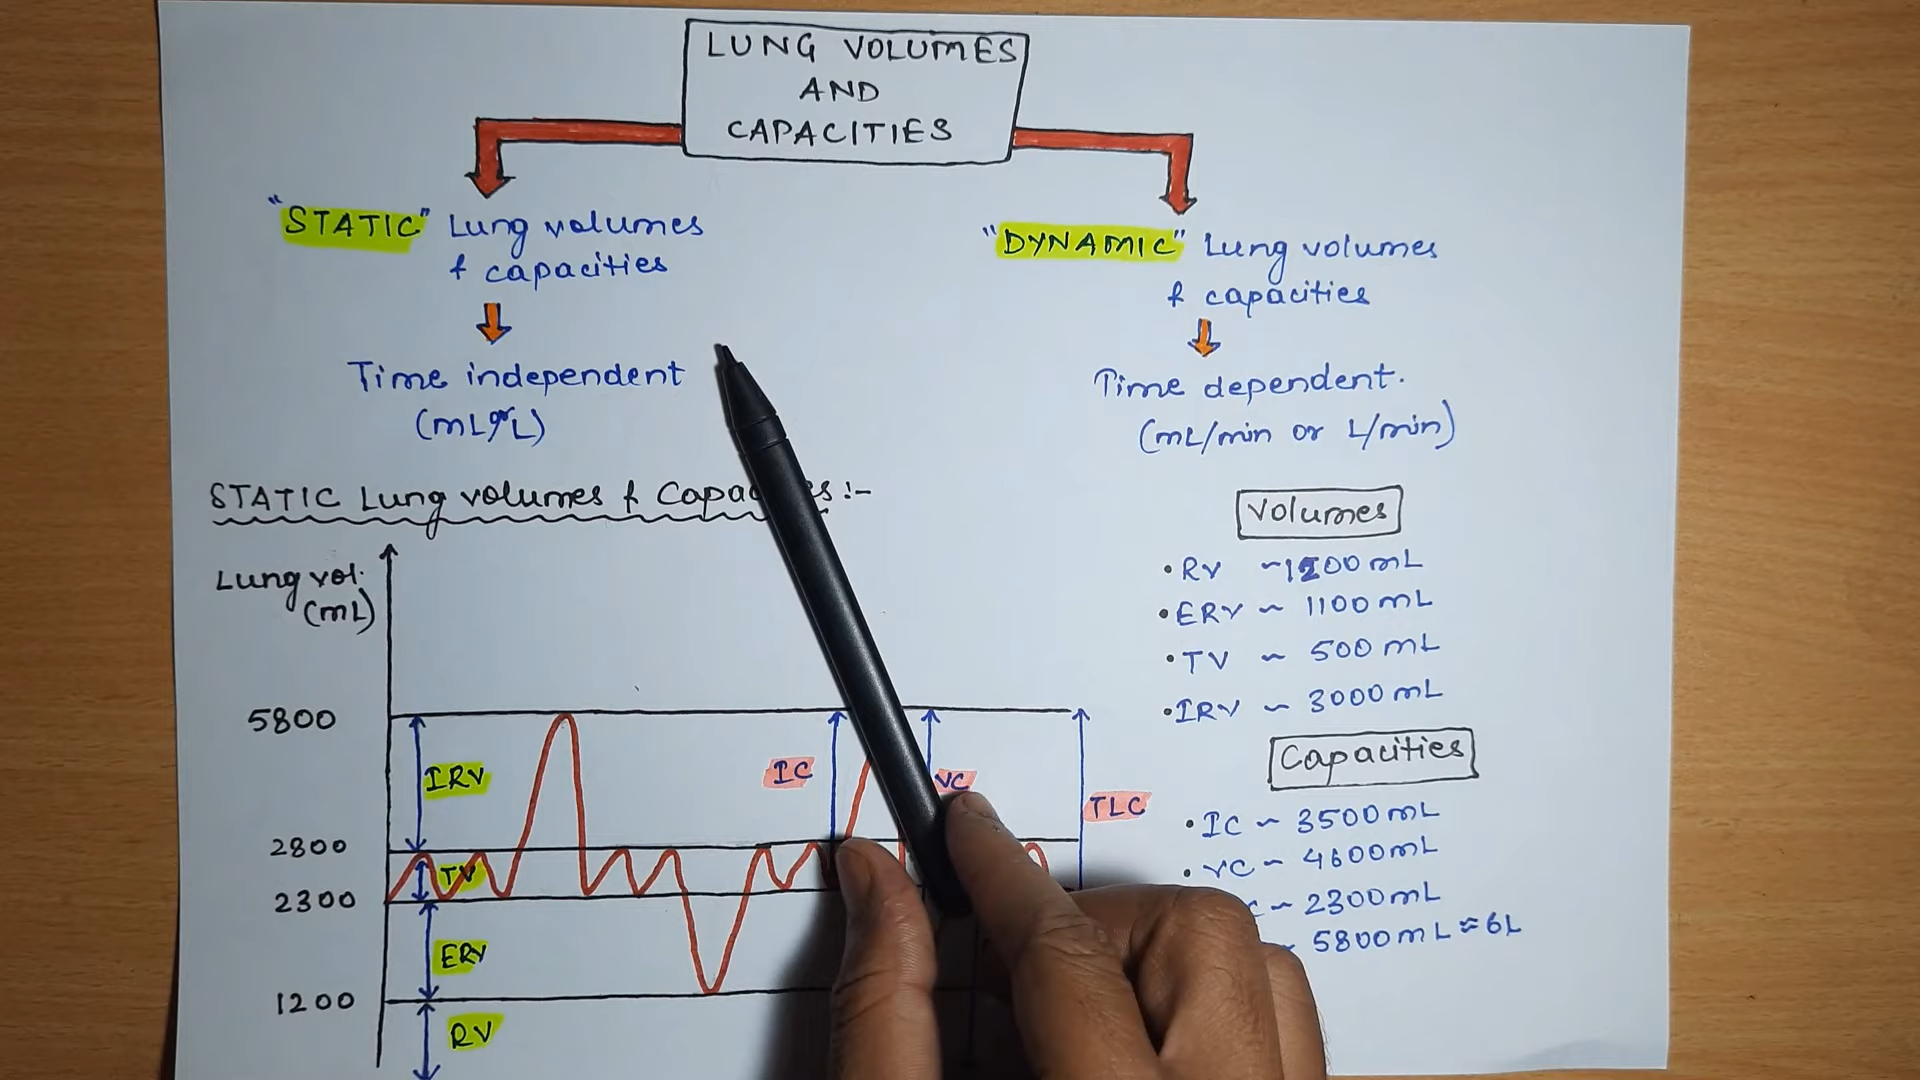 LUNG VOLUMES
AND
CAPACITIES
"STATIC" Lung volumes
& capacities
Time independent
(mL or L)
"DYNAMIC" Lung volumes
& capacities
Time dependent.
(mL/min or L/min)
STATIC Lung volumes & Capa s :-
Lung vol.
(mL)
5800
2800
2300
1200
IRV
TV
ERV
RV
IC
VC
TLC
Volumes
• RV ~1200 mL
• ERV ~ 1100 mL
• TV ~ 500 mL
• IRV ~ 3000 mL
Capacities
• IC ~ 3500 mL
• VC ~ 4600 mL
C ~ 2300 mL
~ 5800 mL ≈ 6L